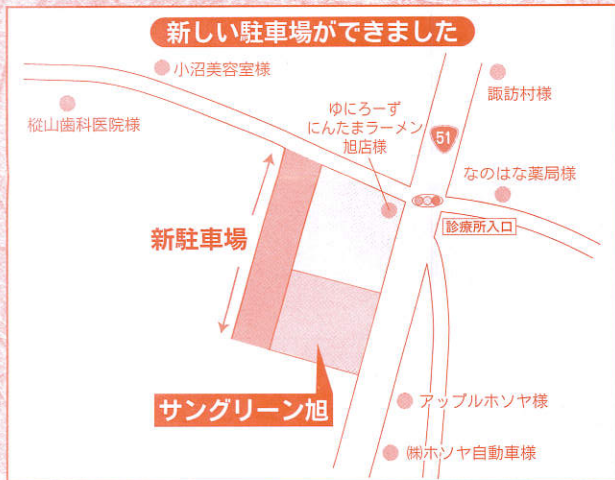 新しい駐車場ができました
小沼美容室様
諏訪村様
樅山歯科医院様
ゆにろーず
にんたまラーメン
旭店様
51
なのはな薬局様
診療所入口
新駐車場
サングリーン旭
アップルホソヤ様
㈱ホソヤ自動車様